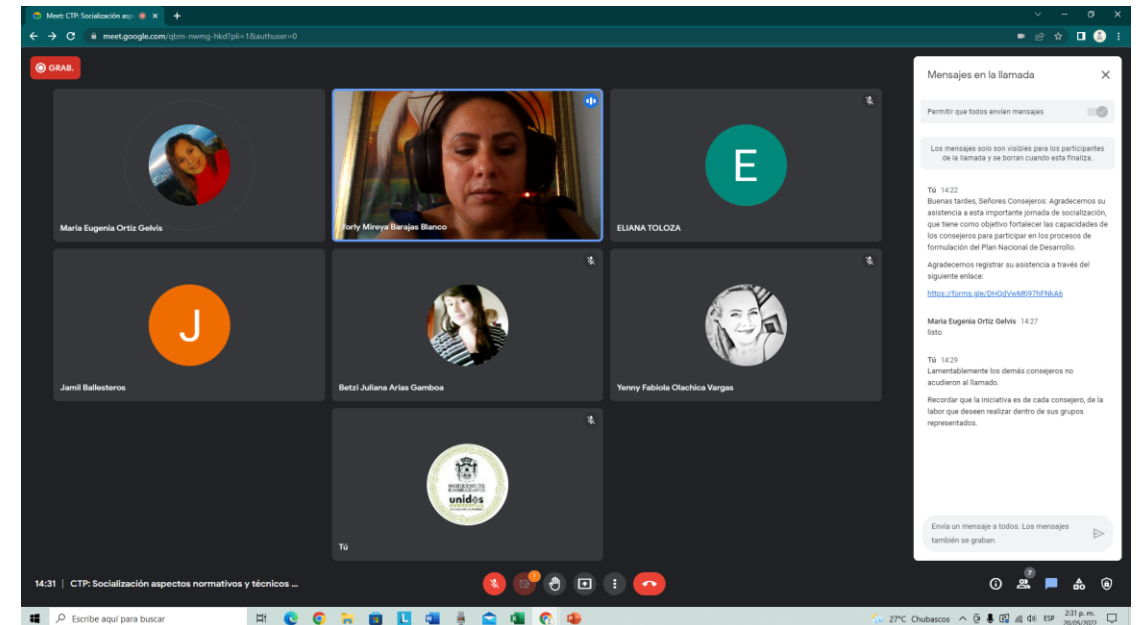 Meet: CTP: Socialización asp
meet.google.com/qbm-nwmg-hkd?pli=1&authuser=0
GRAB.
Maria Eugenia Ortiz Gelvis
Yorly Mireya Barajas Blanco
E
ELIANA TOLOZA
J
Jamil Ballesteros
Betzi Juliana Arias Gamboa
Yenny Fabiola Olachica Vargas
unidos
Tú
Mensajes en la llamada
Permitir que todos envíen mensajes
Los mensajes solo son visibles para los participantes
de la llamada y se borran cuando esta finaliza.
Tú 14:22
Buenas tardes, Señores Consejeros: Agradecemos su
asistencia a esta importante jornada de socialización,
que tiene como objetivo fortalecer las capacidades de
los consejeros para participar en los procesos de
formulación del Plan Nacional de Desarrollo.
Agradecemos registrar su asistencia a través del
siguiente enlace:
https://forms.gle/DHQdVwMtj97hFNkA6
Maria Eugenia Ortiz Gelvis 14:27
listo
Tú 14:29
Lamentablemente los demás consejeros no
acudieron al llamado.
Recordar que la iniciativa es de cada consejero, de la
labor que deseen realizar dentro de sus grupos
representados.
Envía un mensaje a todos. Los mensajes
también se graban.
14:31 | CTP: Socialización aspectos normativos y técnicos ...
7
Escribe aquí para buscar
27°C Chubascos
ESP
2:31 p. m.
20/05/2022